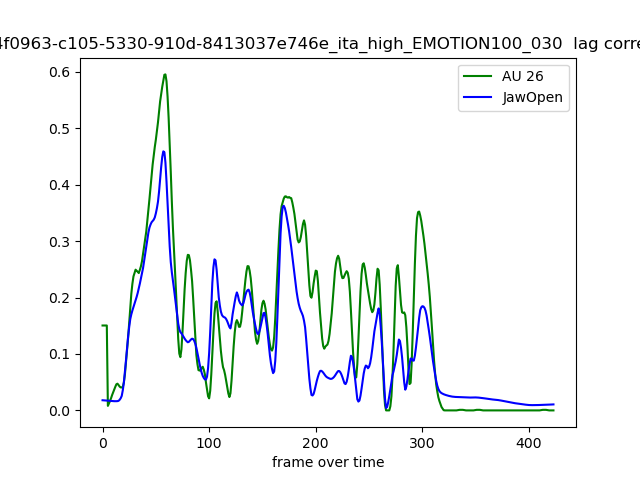 4f0963-c105-5330-910d-8413037e746e_ita_high_EMOTION100_030 lag corre
AU 26
JawOpen
0.6
0.5
0.4
0.3
0.2
0.1
0.0
0 100 200 300 400
frame over time